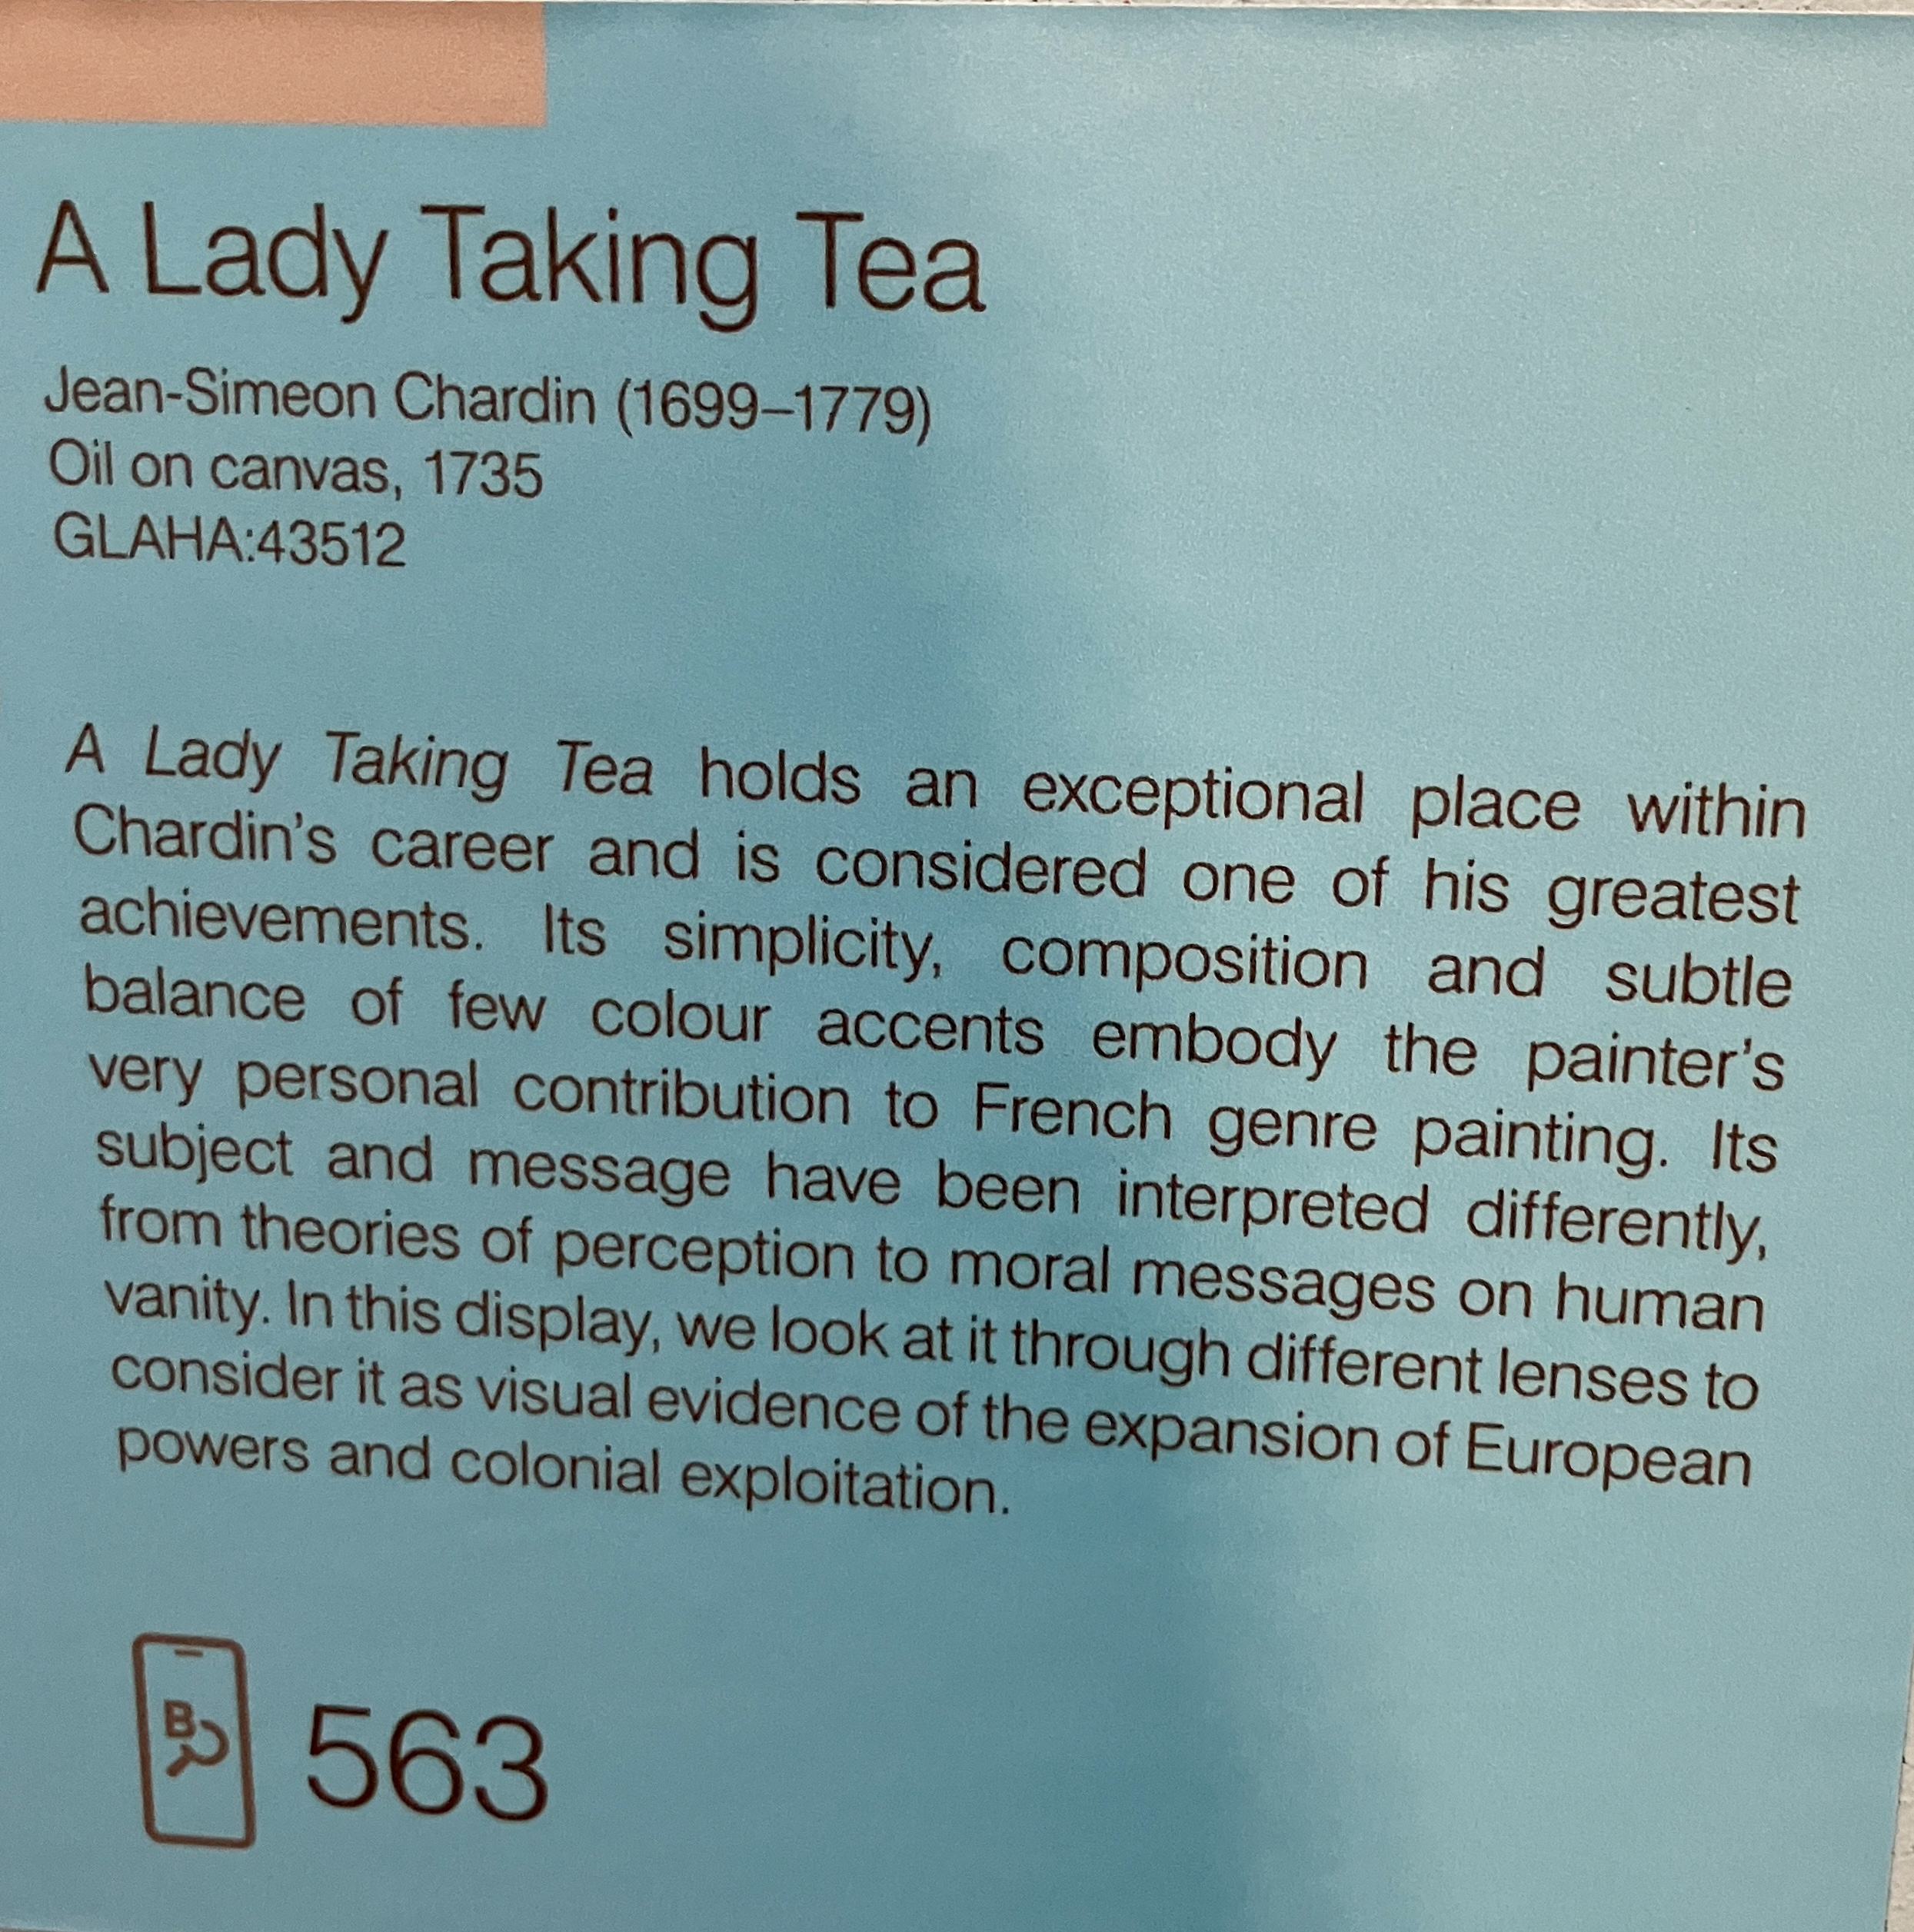 A Lady Taking Tea
Jean-Simeon Chardin (1699–1779)
Oil on canvas, 1735
GLAHA:43512
A Lady Taking Tea holds an exceptional place within
Chardin's career and is considered one of his greatest
achievements. Its simplicity, composition and subtle
balance of few colour accents embody the painter's
very personal contribution to French genre painting. Its
subject and message have been interpreted differently,
from theories of perception to moral messages on human
vanity. In this display, we look at it through different lenses to
consider it as visual evidence of the expansion of European
powers and colonial exploitation.
B
563